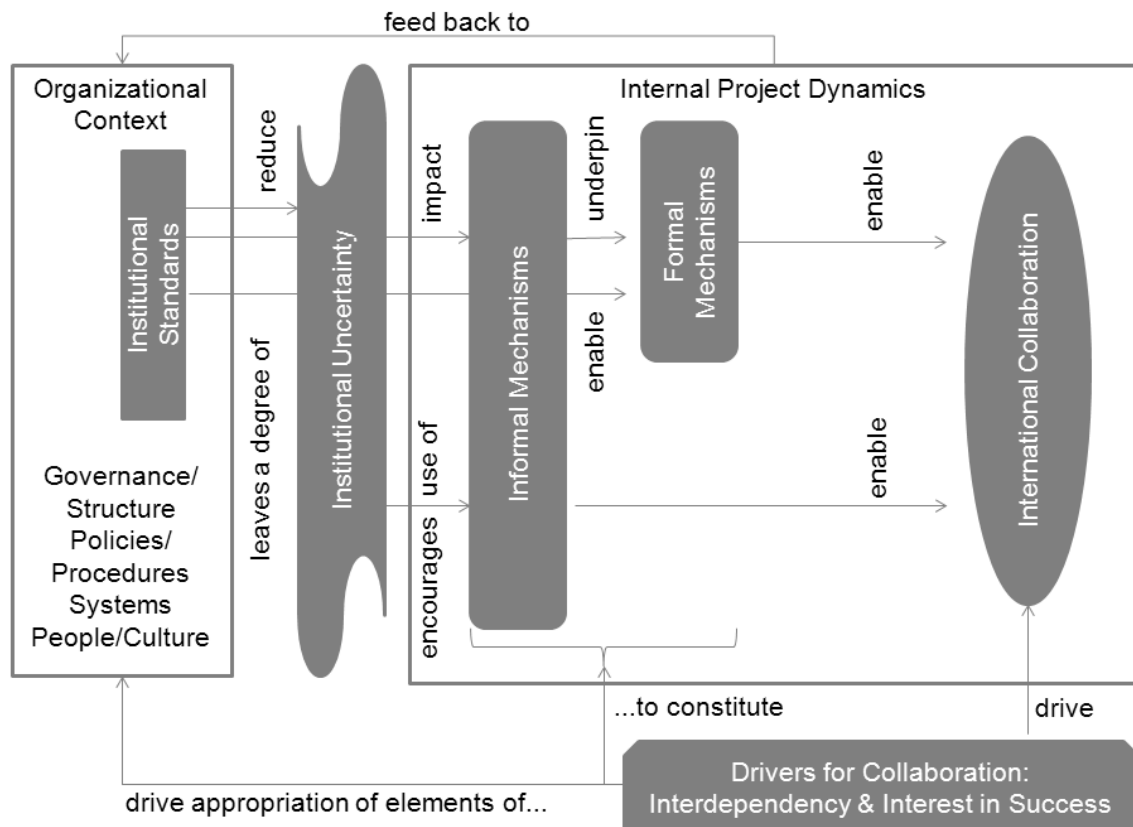 feed back to
Organizational
Context
Internal Project Dynamics
reduce
impact
underpin
enable
Institutional
Standards
Institutional Uncertainty
Informal Mechanisms
Formal
Mechanisms
International Collaboration
enable
leaves a degree of
encourages use of
enable
Governance/
Structure
Policies/
Procedures
Systems
People/Culture
...to constitute
drive
Drivers for Collaboration:
Interdependency & Interest in Success
drive appropriation of elements of...